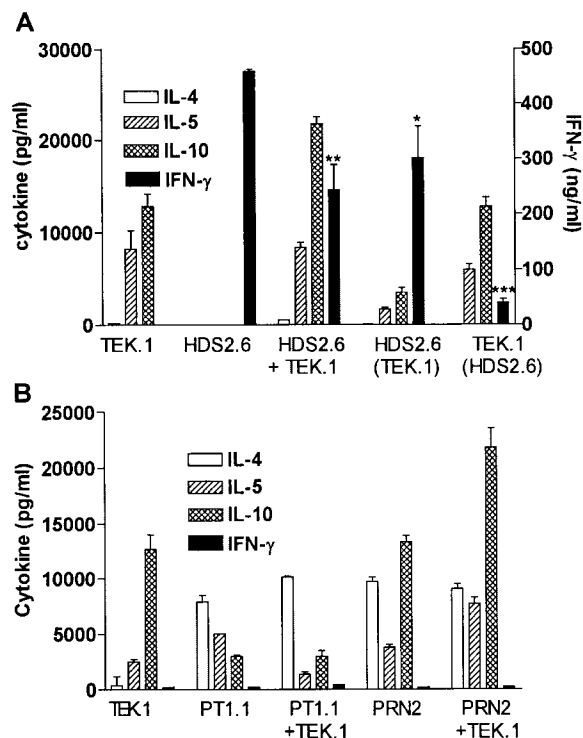 A
cytokine (pg/ml)
30000
20000
10000
0
IL-4
IL-5
IL-10
IFN-γ
**
*
***
500
400
300
200
100
0
IFN-γ (ng/ml)
TEK.1
HDS2.6
HDS2.6 + TEK.1
HDS2.6 (TEK.1)
TEK.1 (HDS2.6)
B
Cytokine (pg/ml)
25000
20000
15000
10000
5000
0
IL-4
IL-5
IL-10
IFN-γ
TEK1
PT1.1
PT1.1 +TEK.1
PRN2
PRN2 +TEK.1